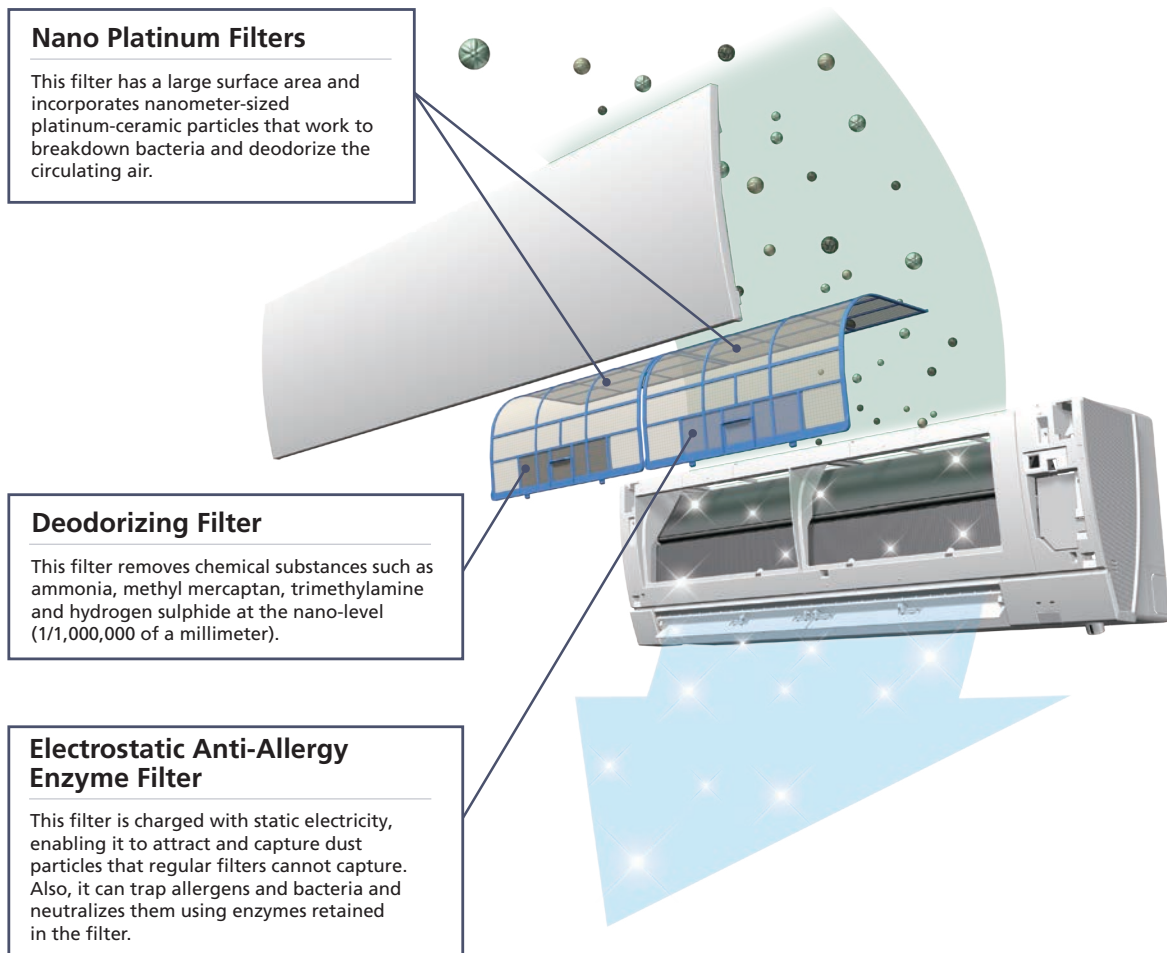 Nano Platinum Filters
This filter has a large surface area and
incorporates nanometer-sized
platinum-ceramic particles that work to
breakdown bacteria and deodorize the
circulating air.
Deodorizing Filter
This filter removes chemical substances such as
ammonia, methyl mercaptan, trimethylamine
and hydrogen sulphide at the nano-level
(1/1,000,000 of a millimeter).
Electrostatic Anti-Allergy
Enzyme Filter
This filter is charged with static electricity,
enabling it to attract and capture dust
particles that regular filters cannot capture.
Also, it can trap allergens and bacteria and
neutralizes them using enzymes retained
in the filter.